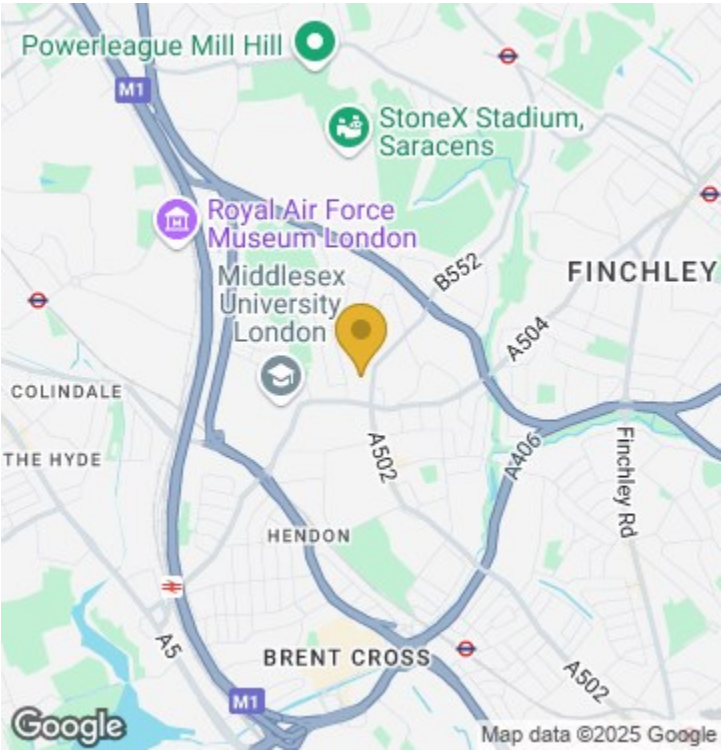 Powerleague Mill Hill
M1
StoneX Stadium,
Saracens
Royal Air Force
Museum London
Middlesex
University
London
B552
FINCHLEY
A504
COLINDALE
A502
THE HYDE
A406
Finchley Rd
HENDON
A5
BRENT CROSS
A502
M1
Google
Map data ©2025 Google